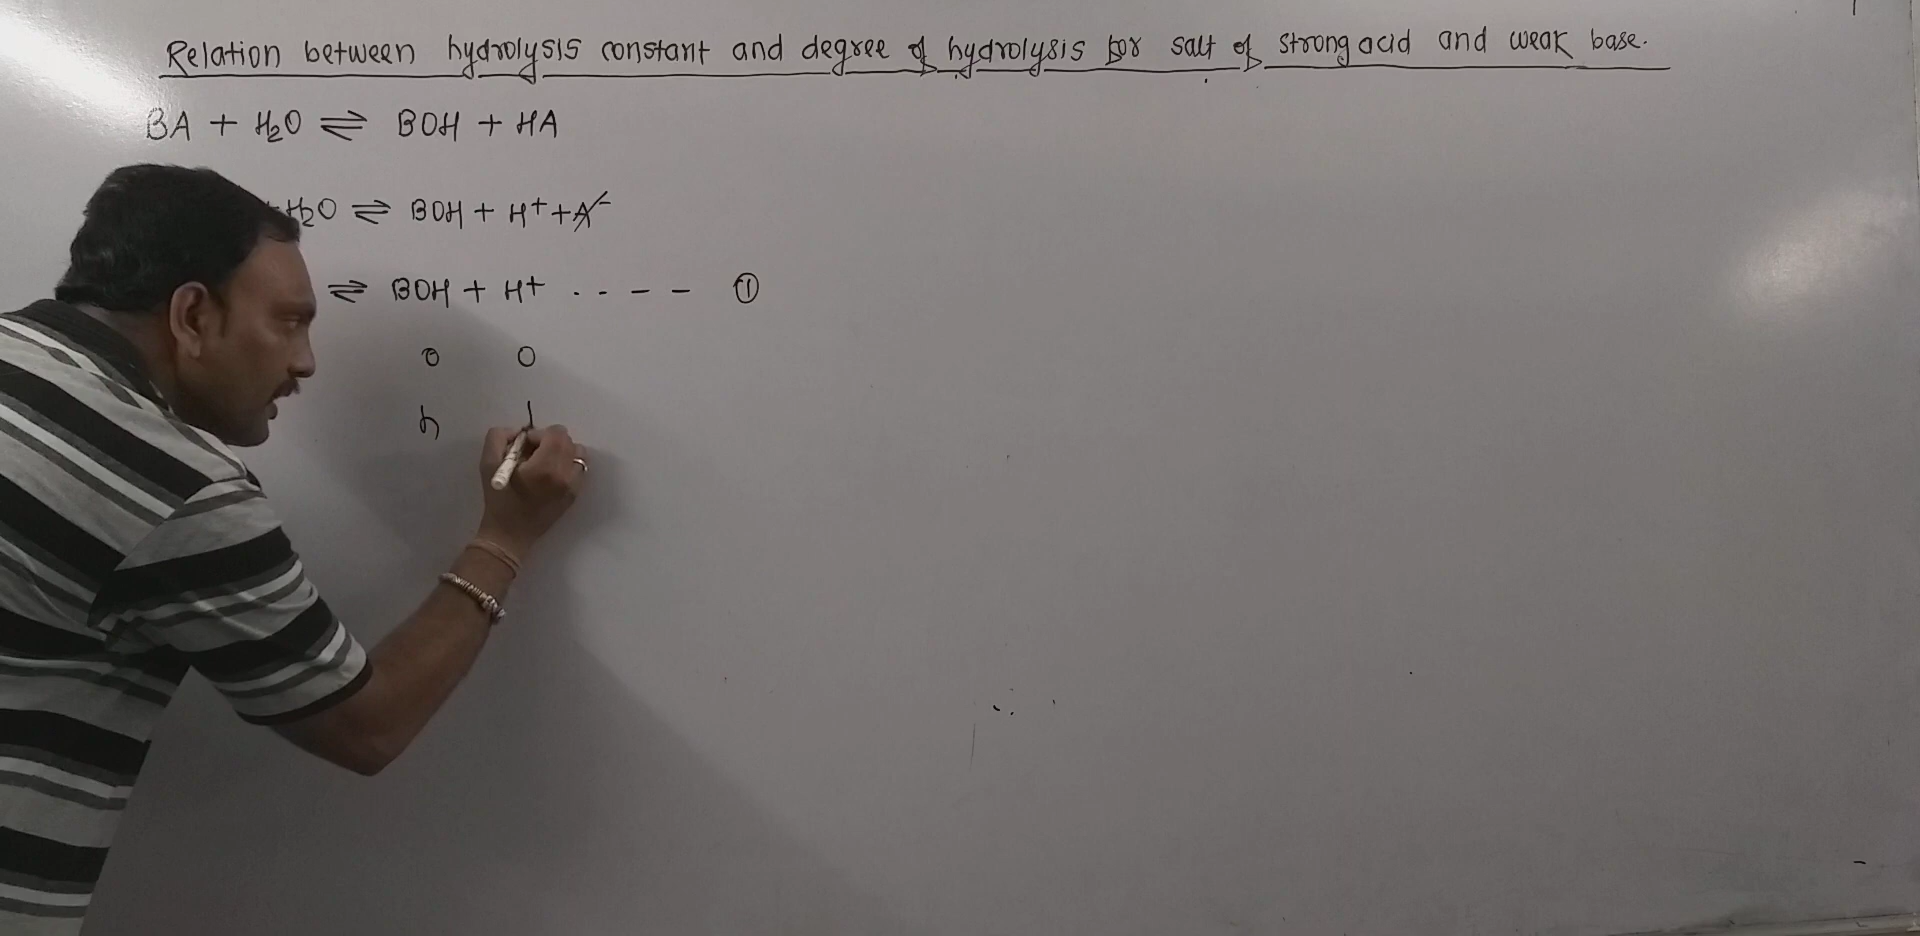 Relation between hydrolysis constant and degree of hydrolysis for salt of strong acid and weak base.
BA + H₂O ⇌ BOH + HA
H₂O ⇌ BOH + H⁺ + A⁻
⇌ BOH + H⁺ . . - - - ①
0 0
h